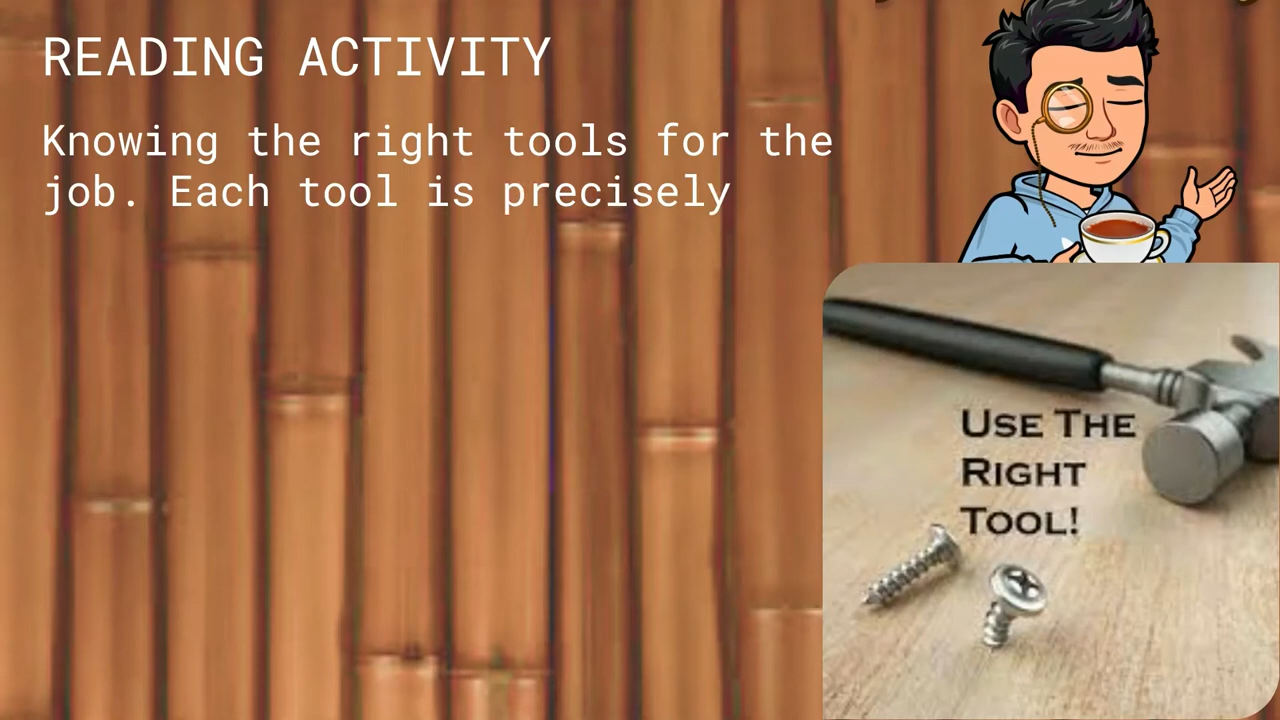 READING ACTIVITY
Knowing the right tools for the
job. Each tool is precisely
USE THE
RIGHT
TOOL!